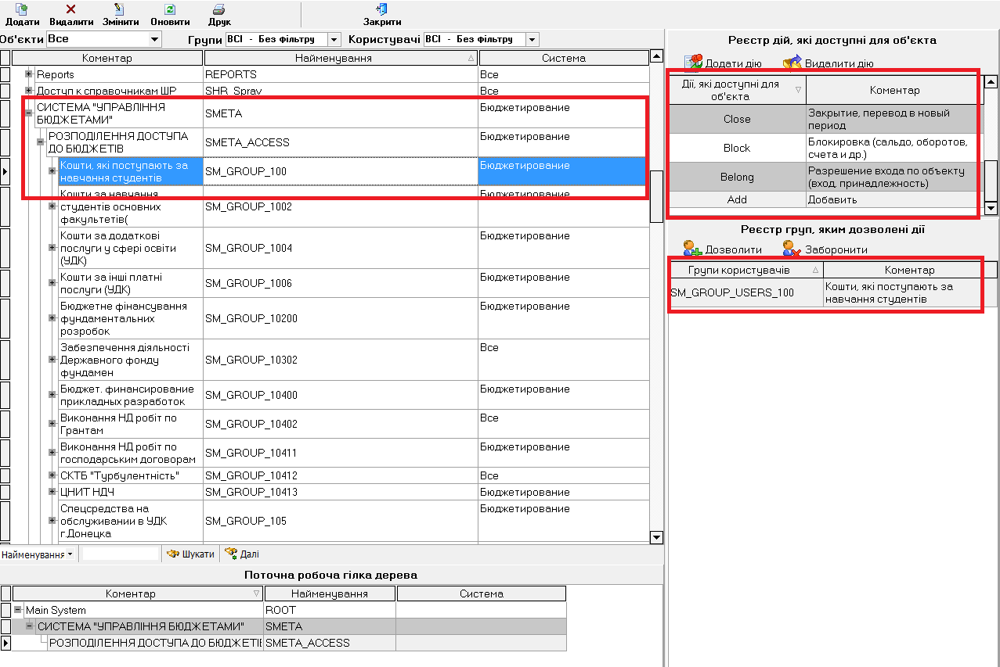 Додати Видалити Змінити Оновити Друк Закрити
Об'єкти Все Групи ВСІ - Без фільтру Користувачі ВСІ - Без фільтру
Коментар Найменування Система
Reports REPORTS Все
Доступ к справочникам ШР SHR_Sprav Все
СИСТЕМА "УПРАВЛІННЯ
БЮДЖЕТАМИ" SMETA Бюджетирование
РОЗПОДІЛЕННЯ ДОСТУПА
ДО БЮДЖЕТІВ SMETA_ACCESS Бюджетирование
Кошти, які поступають за
навчання студентів SM_GROUP_100 Бюджетирование
Кошти за навчання
студентів основних
факультетів( SM_GROUP_1002 Бюджетирование
Кошти за додаткові
послуги у сфері освіти
(УДК) SM_GROUP_1004 Бюджетирование
Кошти за інші платні
послуги (УДК) SM_GROUP_1006 Бюджетирование
Бюджетне фінансування
фундаментальних
розробок SM_GROUP_10200 Бюджетирование
Забезпечення діяльності
Державного фонду
фундамен SM_GROUP_10302 Все
Бюджет. финансирование
прикладных разработок SM_GROUP_10400 Бюджетирование
Виконання НД робіт по
Грантам SM_GROUP_10402 Все
Виконання НД робіт по
господарським договорам SM_GROUP_10411 Бюджетирование
СКТБ "Турбулентність" SM_GROUP_10412 Все
ЦНИТ НДЧ SM_GROUP_10413 Бюджетирование
Спецсредства на
обслуживании в УДК
г.Донецка SM_GROUP_105 Бюджетирование
Найменування Шукати Далі
Поточна робоча гілка дерева
Коментар Найменування Система
Main System ROOT
СИСТЕМА "УПРАВЛІННЯ БЮДЖЕТАМИ" SMETA
РОЗПОДІЛЕННЯ ДОСТУПА ДО БЮДЖЕТІВ SMETA_ACCESS
Реєстр дій, які доступні для об'єкта
Додати дію Видалити дію
Дії, які доступні для
об'єкта Коментар
Close Закрытие, перевод в новый
период
Block Блокировка (сальдо, оборотов,
счета и др.)
Belong Разрешение входа по объекту
(вход, принадлежность)
Add Добавить
Реєстр груп, яким дозволені дії
Дозволити Заборонити
Групи користувачів Коментар
SM_GROUP_USERS_100 Кошти, які поступають за
навчання студентів